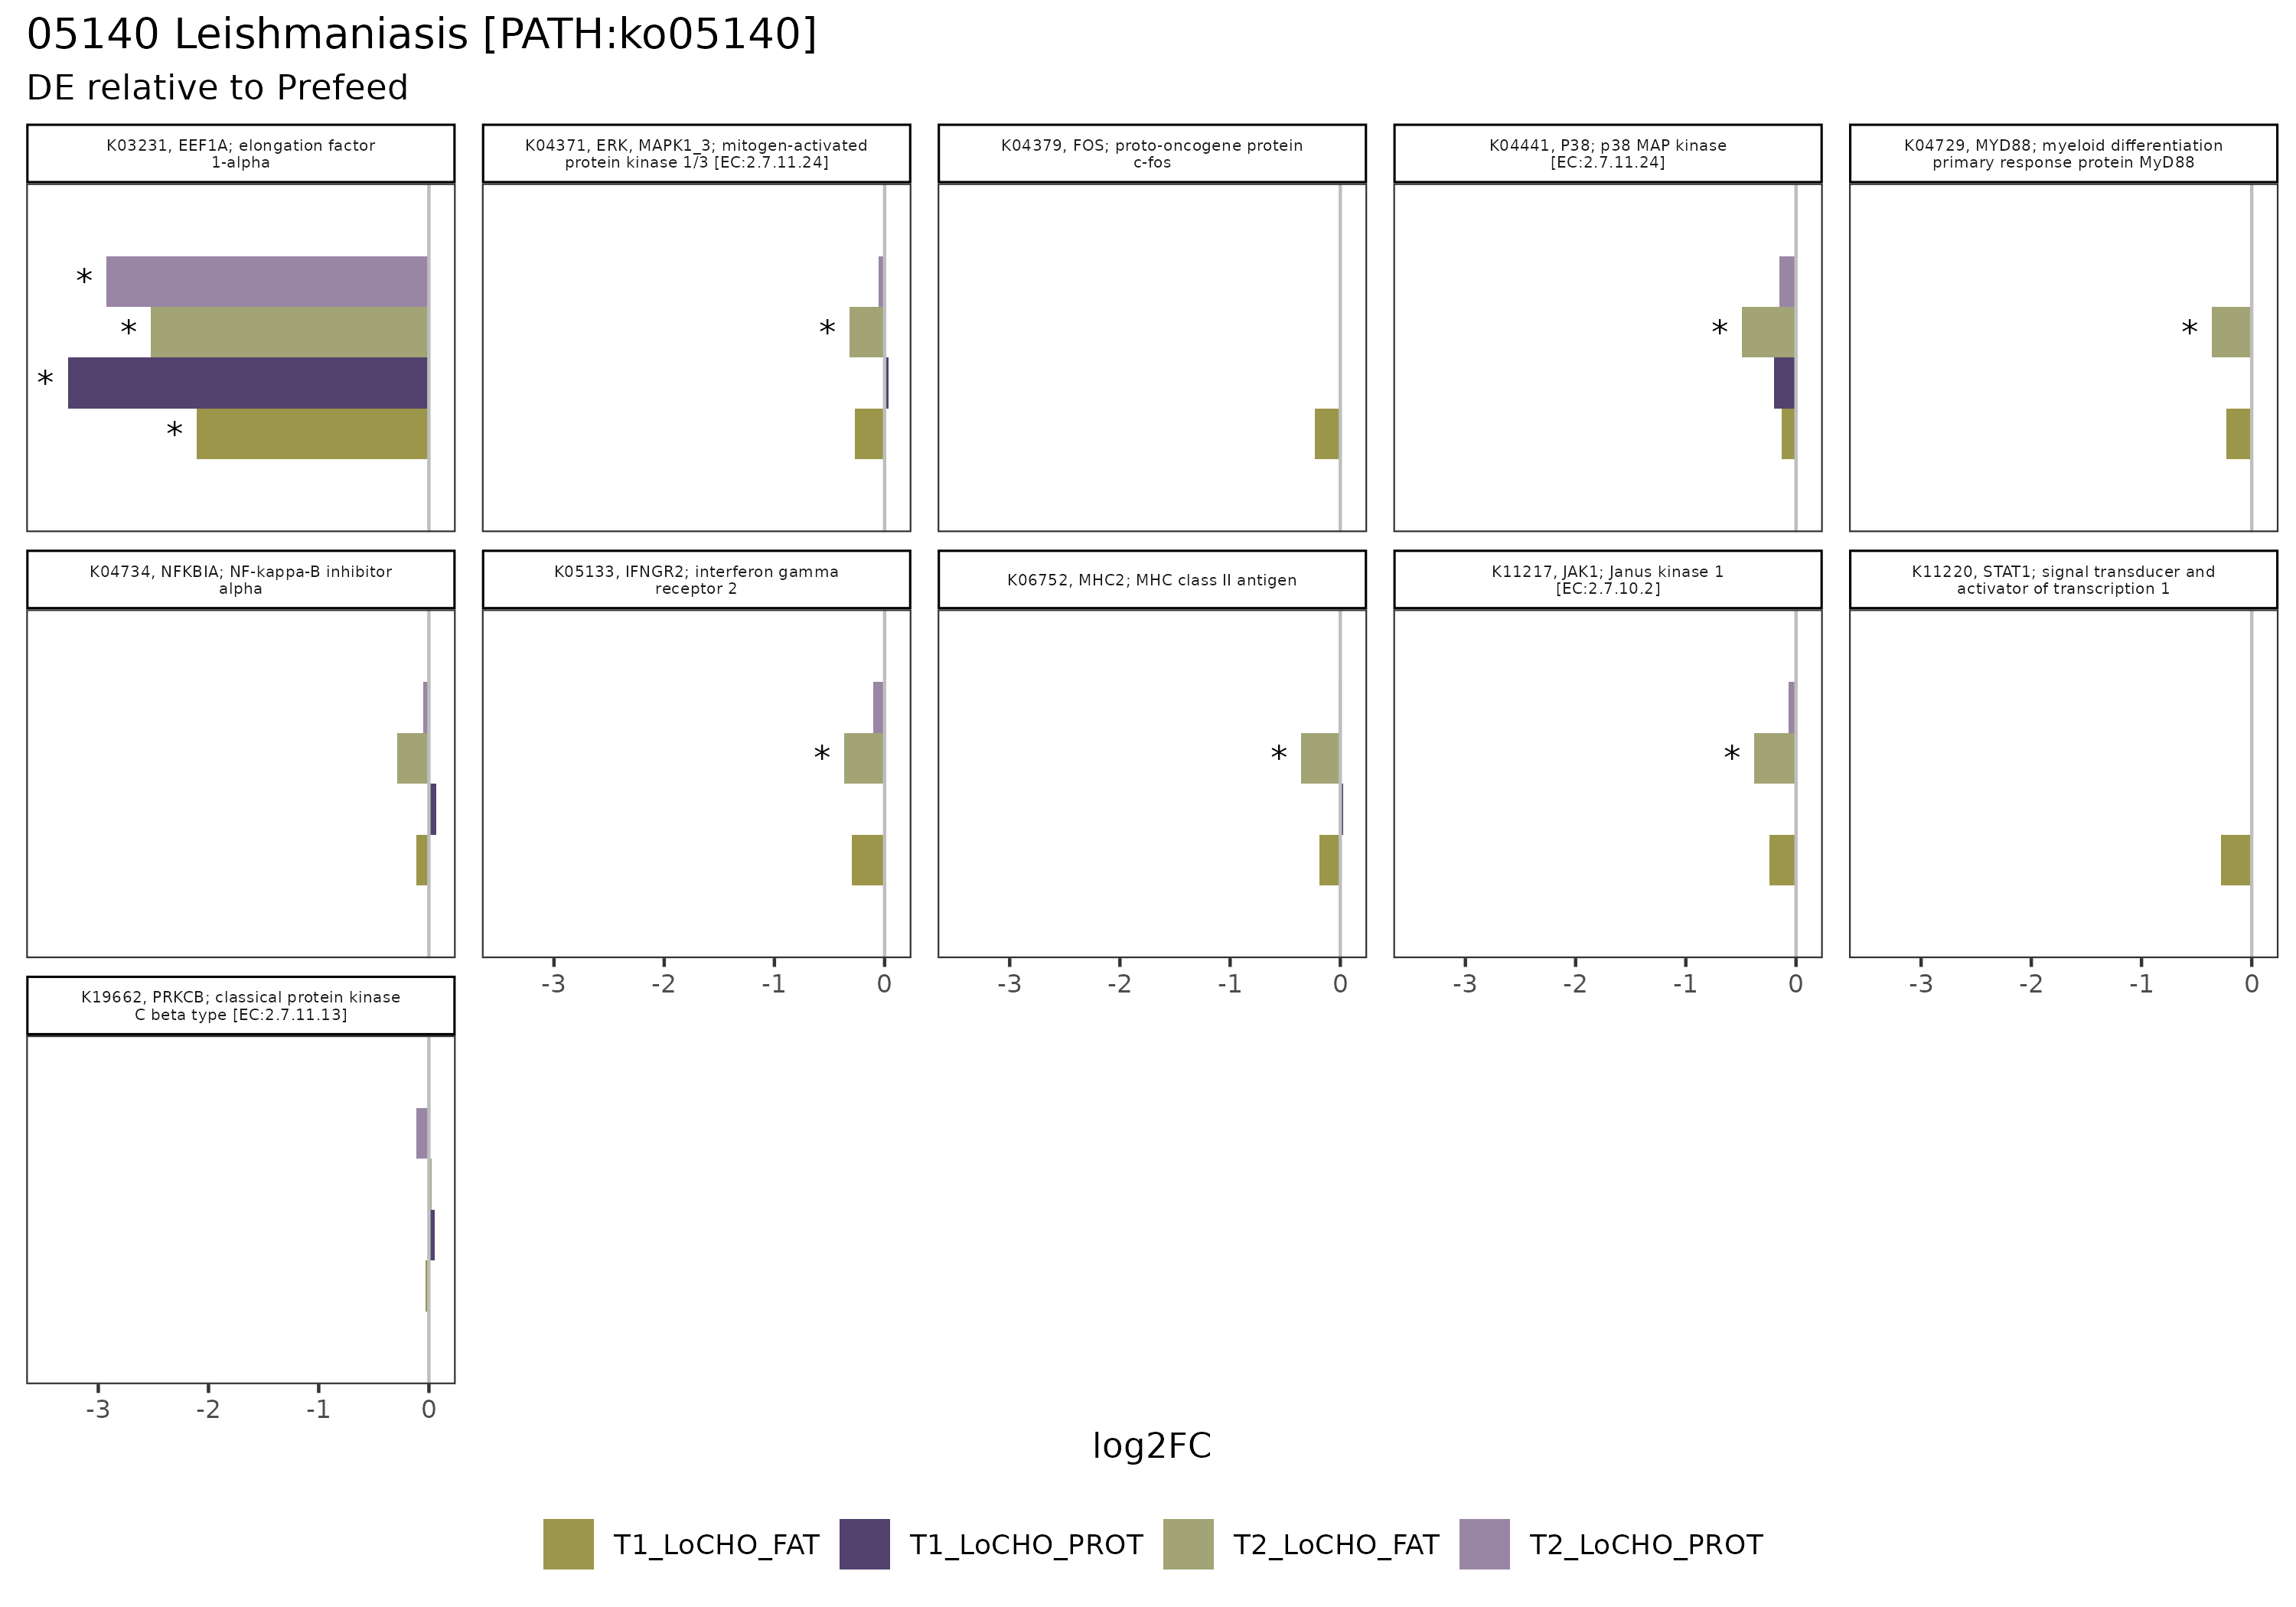 05140 Leishmaniasis [PATH:ko05140]
DE relative to Prefeed
K03231, EEF1A; elongation factor
1-alpha
K04371, ERK, MAPK1_3; mitogen-activated
protein kinase 1/3 [EC:2.7.11.24]
K04379, FOS; proto-oncogene protein
c-fos
K04441, P38; p38 MAP kinase
[EC:2.7.11.24]
K04729, MYD88; myeloid differentiation
primary response protein MyD88
*
*
*
*
*
*
*
K04734, NFKBIA; NF-kappa-B inhibitor
alpha
K05133, IFNGR2; interferon gamma
receptor 2
K06752, MHC2; MHC class II antigen
K11217, JAK1; Janus kinase 1
[EC:2.7.10.2]
K11220, STAT1; signal transducer and
activator of transcription 1
*
*
*
-3 -2 -1 0
-3 -2 -1 0
-3 -2 -1 0
-3 -2 -1 0
K19662, PRKCB; classical protein kinase
C beta type [EC:2.7.11.13]
-3 -2 -1 0
log2FC
T1_LoCHO_FAT
T1_LoCHO_PROT
T2_LoCHO_FAT
T2_LoCHO_PROT